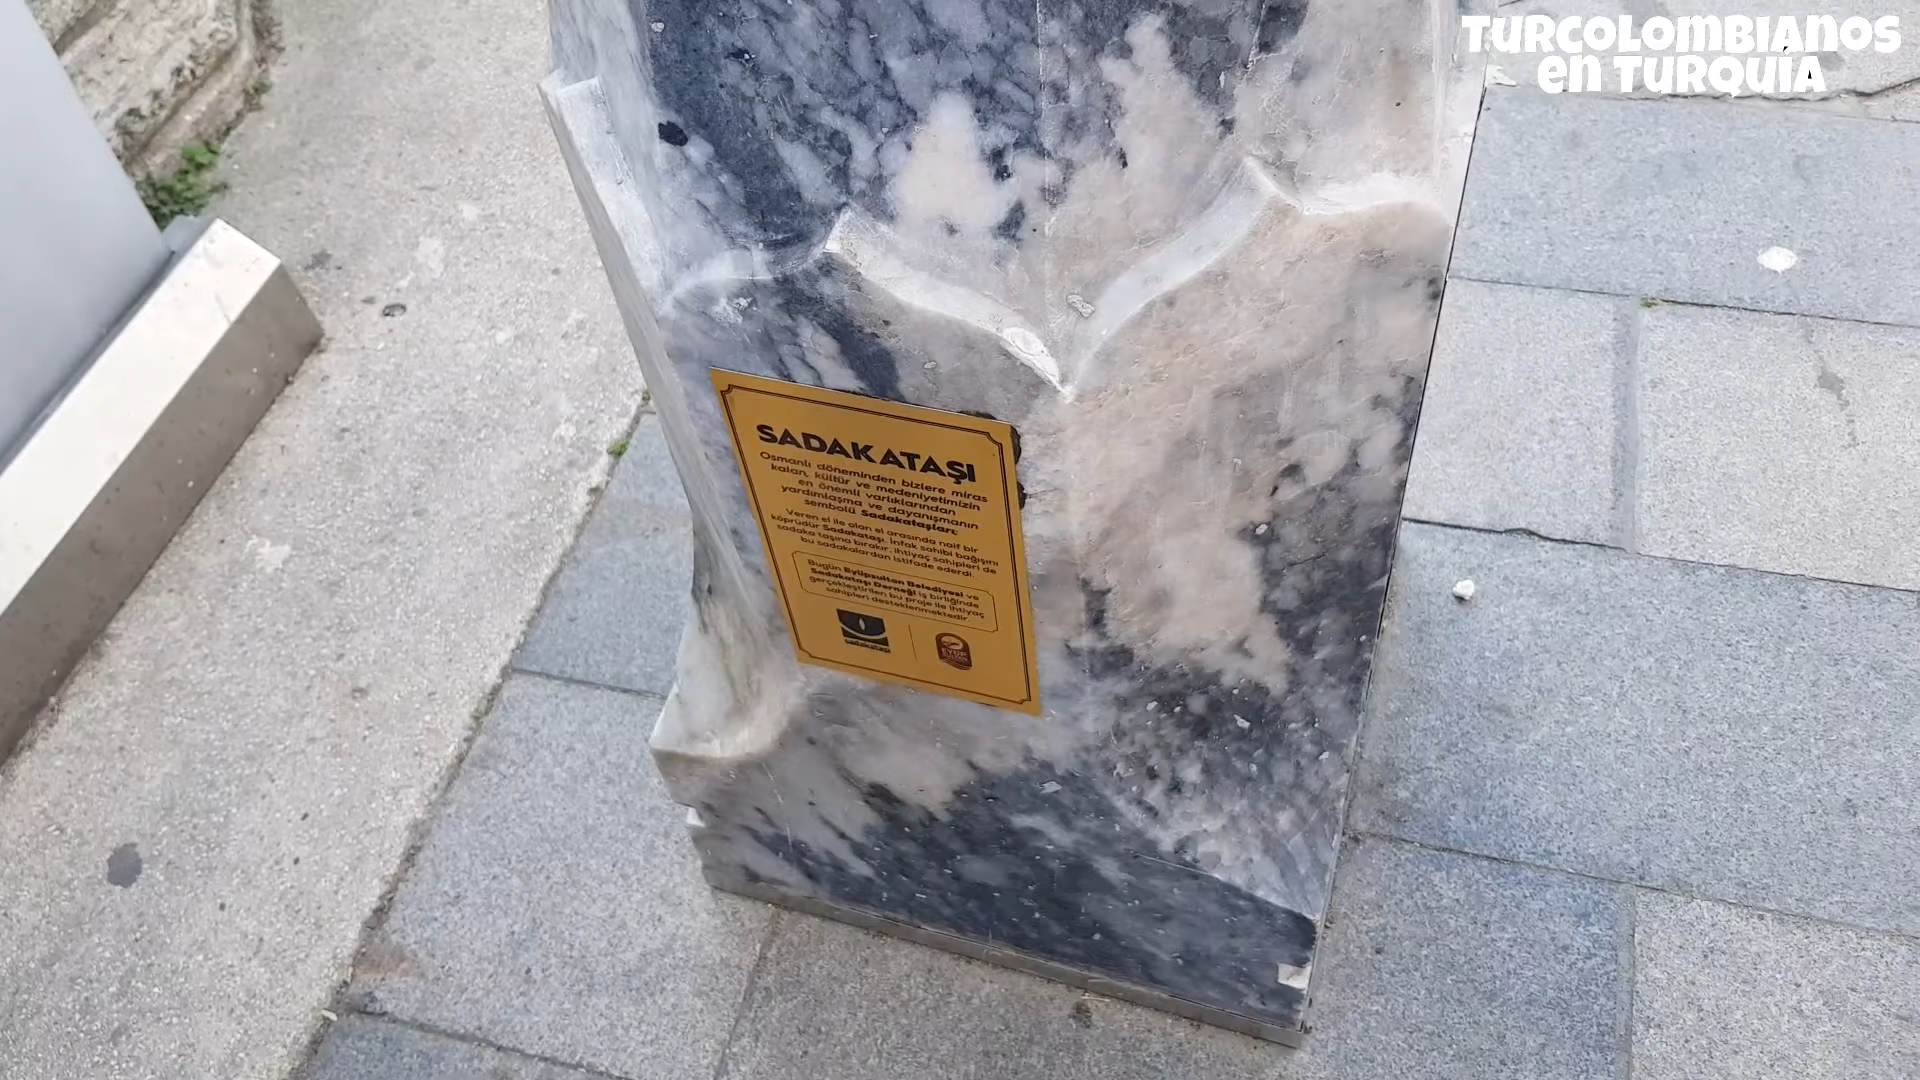 TURCOLOMBIANOS
EN TURQUÍA
SADAKATAŞI
Osmanlı döneminden bizlere miras
kalan, kültür ve medeniyetimizin
en önemli varlıklarından
yardımlaşma ve dayanışmanın
sembolü Sadakataşları;
Veren el ile alan el arasında naif bir
köprüdür Sadakataşı. İnfak sahibi bağışını
sadaka taşına bırakır, ihtiyaç sahipleri de
bu sadakalardan istifade ederdi.
Bugün Eyüpsultan Belediyesi ve
Sadakataşı Derneği iş birliğinde
gerçekleştirilen bu proje ile ihtiyaç
sahipleri desteklenmektedir.
sadakataşı
EYÜP